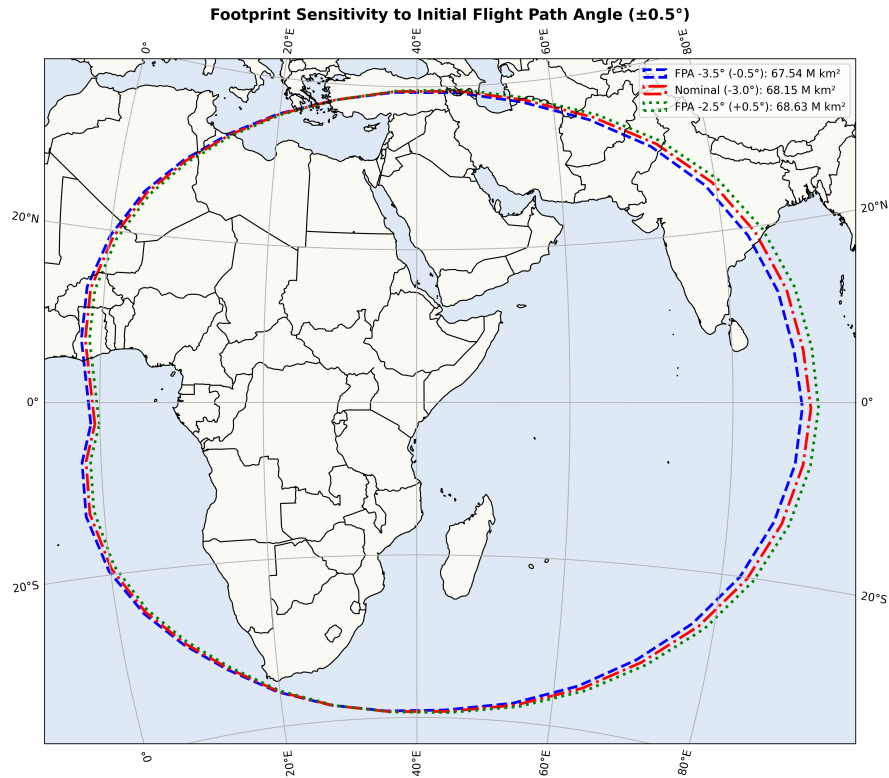 Footprint Sensitivity to Initial Flight Path Angle (±0.5°)
0° 20°E 40°E 60°E 80°E
FPA -3.5° (-0.5°): 67.54 M km²
Nominal (-3.0°): 68.15 M km²
FPA -2.5° (+0.5°): 68.63 M km²
20°N 20°N
0° 0°
20°S 20°S
0° 20°E 40°E 60°E 80°E